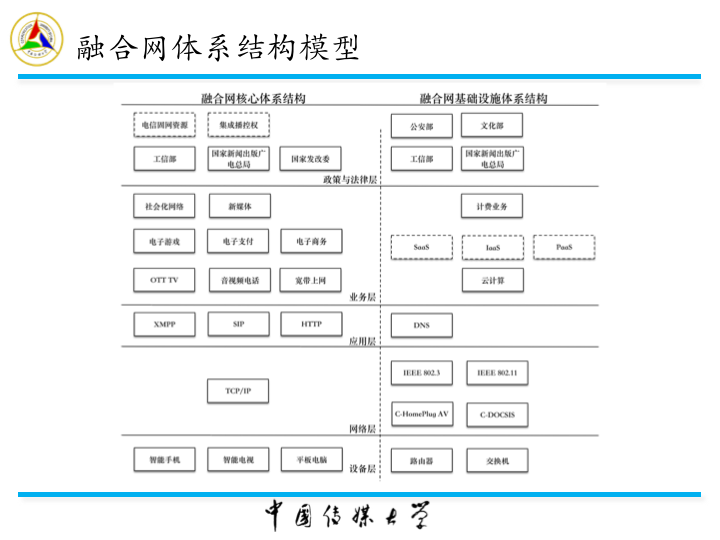 融合网体系结构模型
融合网核心体系结构
融合网基础设施体系结构
电信固网资源
集成播控权
公安部
文化部
工信部
国家新闻出版广
电总局
国家发改委
工信部
国家新闻出版广
电总局
政策与法律层
社会化网络
新媒体
计费业务
电子游戏
电子支付
电子商务
SaaS
IaaS
PaaS
OTT TV
音视频电话
宽带上网
云计算
业务层
XMPP
SIP
HTTP
DNS
应用层
TCP/IP
IEEE 802.3
IEEE 802.11
C-HomePlug AV
C-DOCSIS
网络层
智能手机
智能电视
平板电脑
路由器
交换机
设备层
中国传媒大学